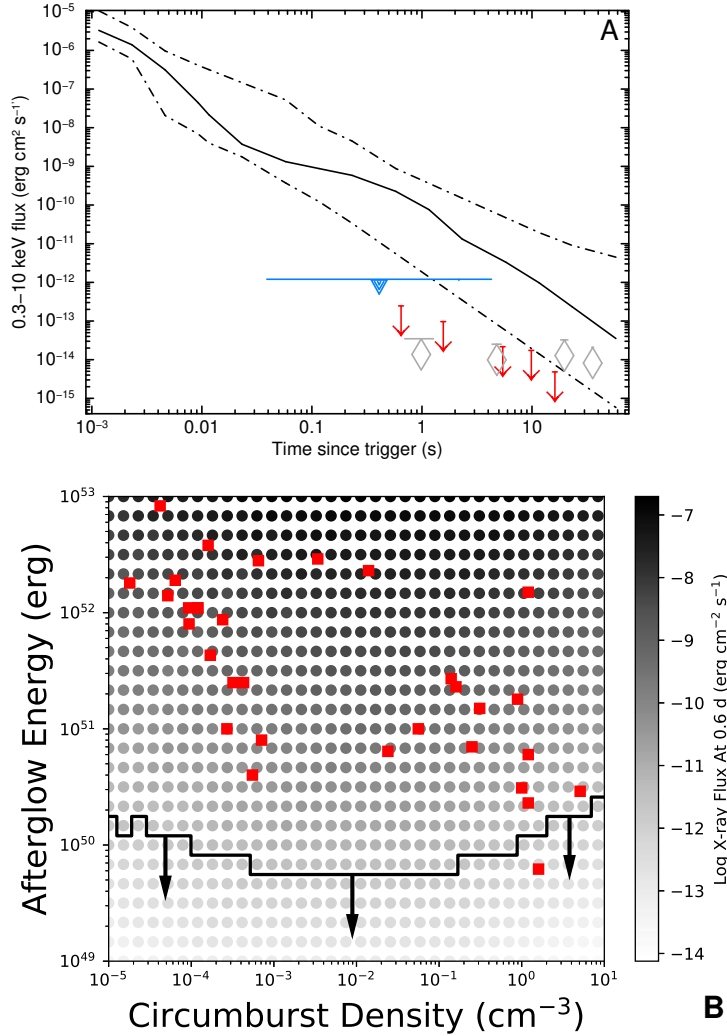 A
10⁻⁵
10⁻⁶
10⁻⁷
10⁻⁸
10⁻⁹
10⁻¹⁰
10⁻¹¹
10⁻¹²
10⁻¹³
10⁻¹⁴
10⁻¹⁵
0.3–10 keV flux (erg cm² s⁻¹)
10⁻³ 0.01 0.1 1 10
Time since trigger (s)
10⁵³
10⁵²
10⁵¹
10⁵⁰
10⁴⁹
Afterglow Energy (erg)
10⁻⁵ 10⁻⁴ 10⁻³ 10⁻² 10⁻¹ 10⁰ 10¹
Circumburst Density (cm⁻³)
−7
−8
−9
−10
−11
−12
−13
−14
Log X-ray Flux At 0.6 d (erg cm⁻² s⁻¹)
B